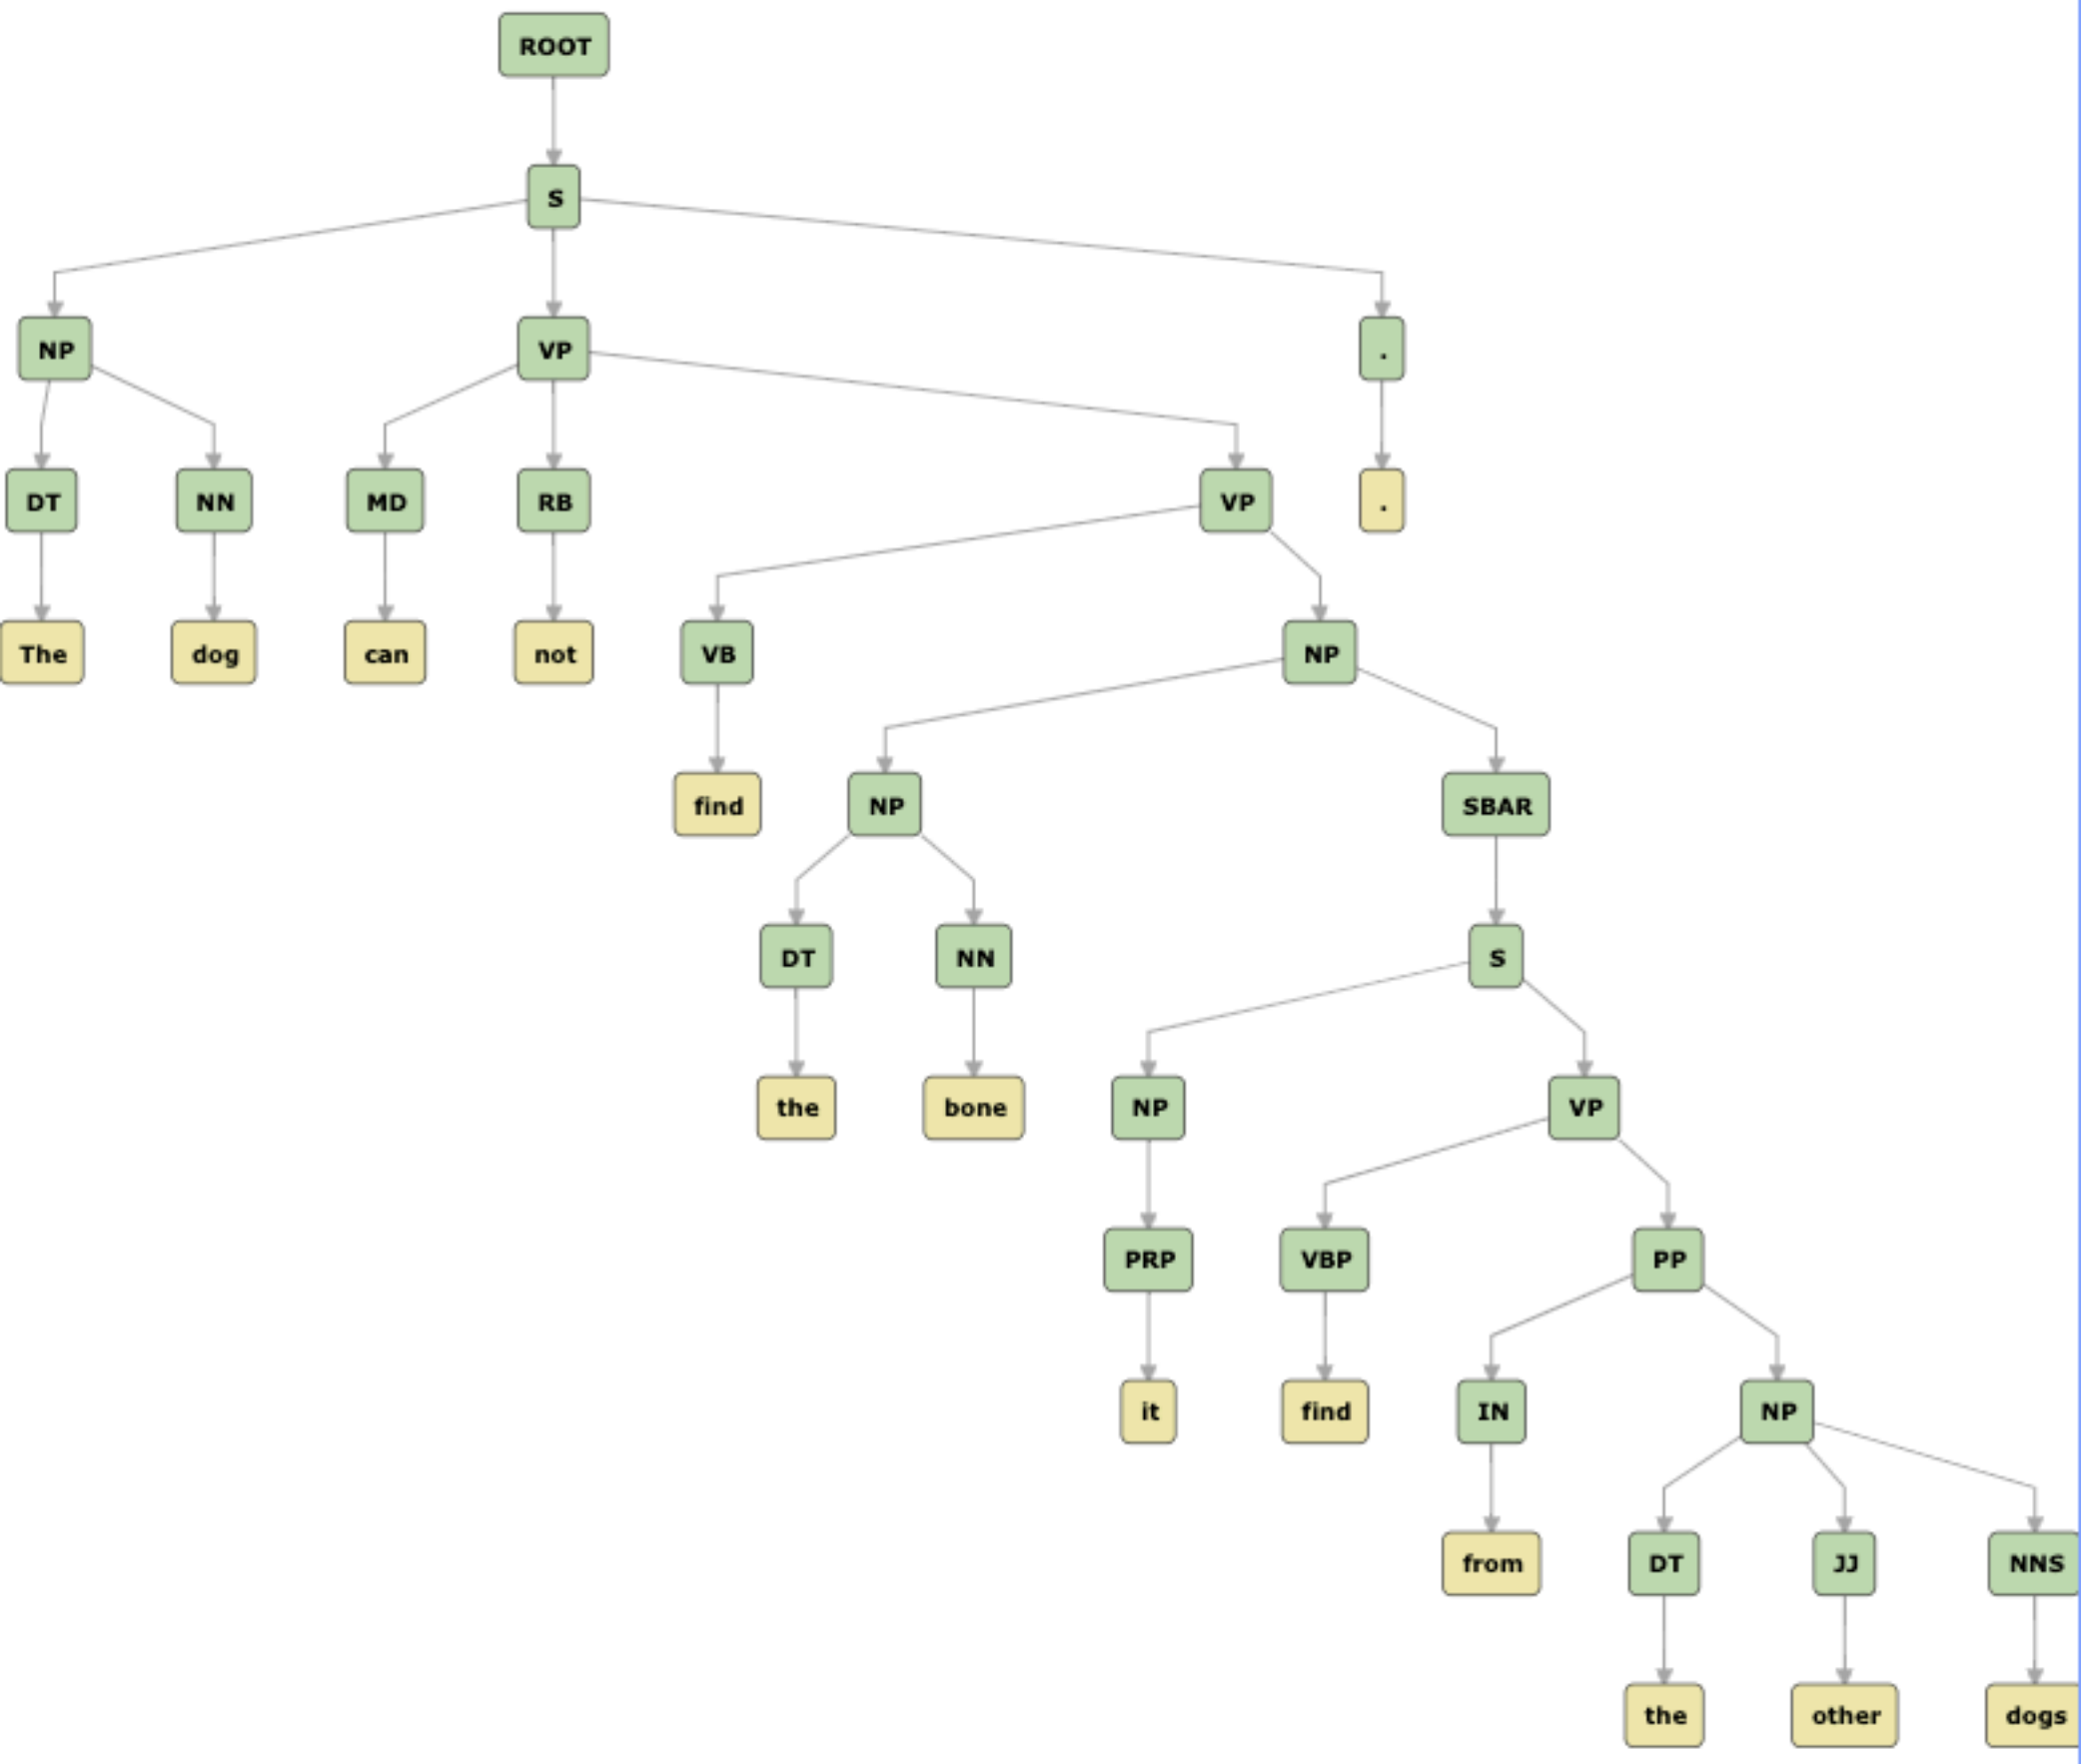 ROOT
S
NP VP .
DT NN MD RB VP .
The dog can not VB NP
find NP SBAR
DT NN S
the bone NP VP
PRP VBP PP
it find IN NP
from DT JJ NNS
the other dogs